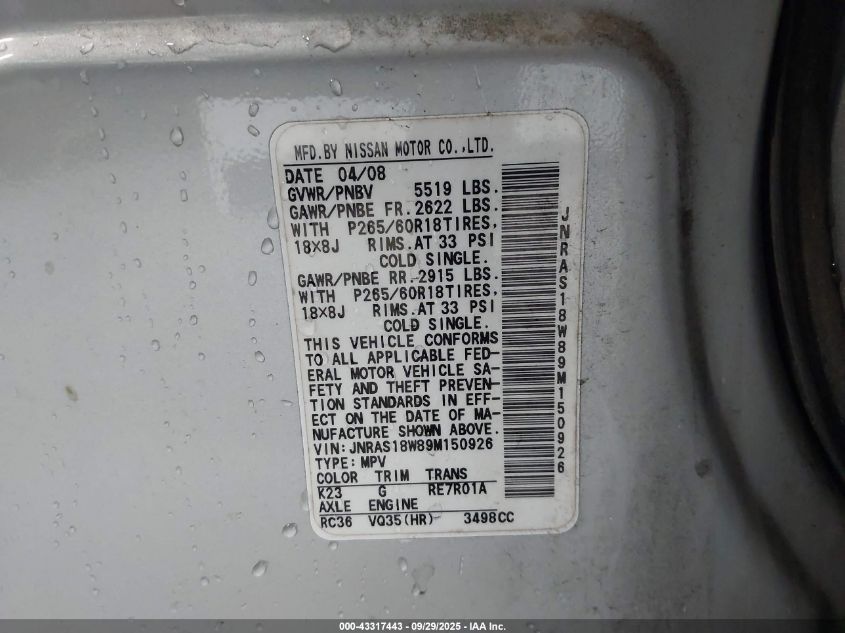 MFD.BY NISSAN MOTOR CO.,LTD.
DATE 04/08
GVWR/PNBV 5519 LBS.
GAWR/PNBE FR.2622 LBS.
WITH P265/60R18TIRES,
18X8J RIMS.AT 33 PSI
COLD SINGLE.
GAWR/PNBE RR.2915 LBS.
WITH P265/60R18TIRES,
18X8J RIMS.AT 33 PSI
COLD SINGLE.
THIS VEHICLE CONFORMS
TO ALL APPLICABLE FED-
ERAL MOTOR VEHICLE SA-
FETY AND THEFT PREVEN-
TION STANDARDS IN EFF-
ECT ON THE DATE OF MA-
NUFACTURE SHOWN ABOVE.
VIN:JNRAS18W89M150926
TYPE:MPV
COLOR TRIM TRANS
K23 G RE7R01A
AXLE ENGINE
RC36 VQ35(HR) 3498CC
JNRAS18W89M150926
000-43317443 - 09/29/2025 - IAA Inc.